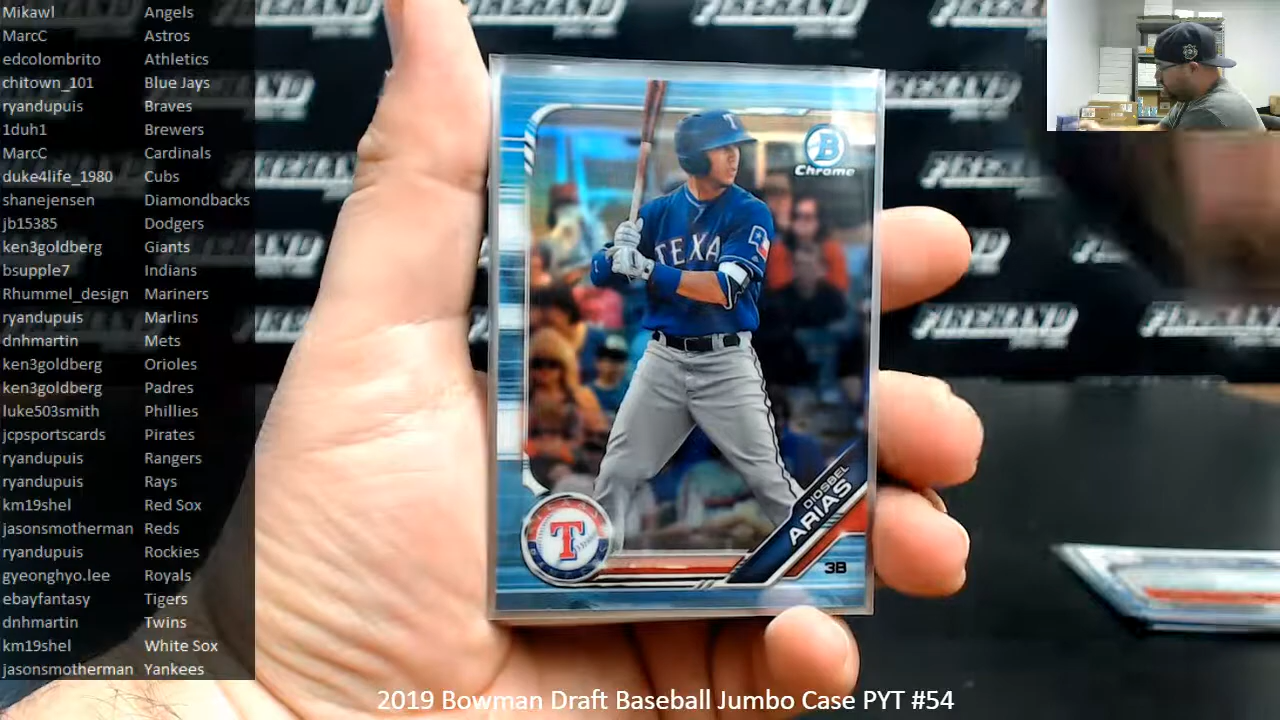 Mikawl Angels
MarcC Astros
edcolombrito Athletics
chitown_101 Blue Jays
ryandupuis Braves
1duh1 Brewers
MarcC Cardinals
duke4life_1980 Cubs
shanejensen Diamondbacks
jb15385 Dodgers
ken3goldberg Giants
bsupple7 Indians
Rhummel_design Mariners
ryandupuis Marlins
dnhmartin Mets
ken3goldberg Orioles
ken3goldberg Padres
luke503smith Phillies
jcpsportscards Pirates
ryandupuis Rangers
ryandupuis Rays
km19shel Red Sox
jasonsmotherman Reds
ryandupuis Rockies
gyeonghyo.lee Royals
ebayfantasy Tigers
dnhmartin Twins
km19shel White Sox
jasonsmotherman Yankees
B
Chrome
T
TEXA
DIOSBEL
ARIAS
3B
T
FIREHAND
FIREHAND
FIREHAND
2019 Bowman Draft Baseball Jumbo Case PYT #54